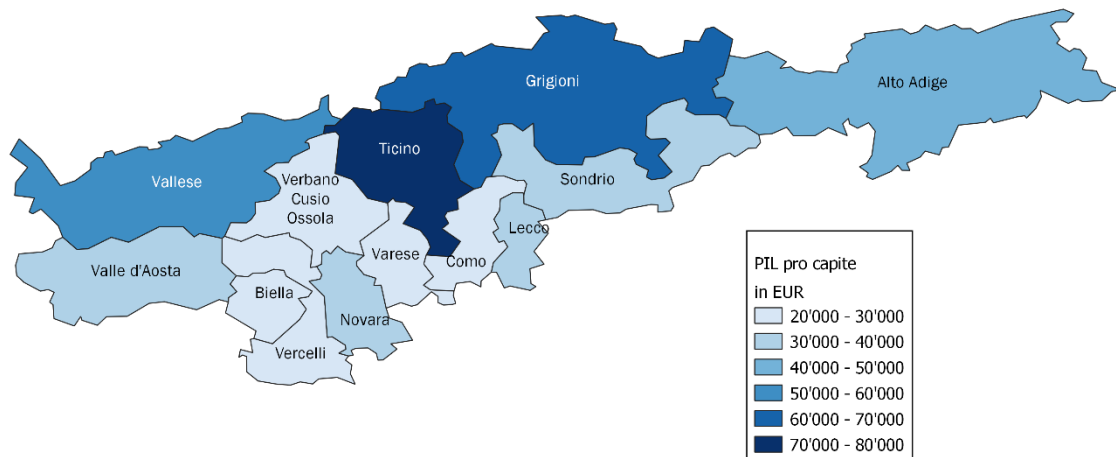 Grigioni
Alto Adige
Ticino
Vallese
Verbano
Cusio
Ossola
Sondrio
Lecco
Valle d'Aosta
Varese
Como
Biella
Novara
Vercelli
PIL pro capite
in EUR
20'000 - 30'000
30'000 - 40'000
40'000 - 50'000
50'000 - 60'000
60'000 - 70'000
70'000 - 80'000